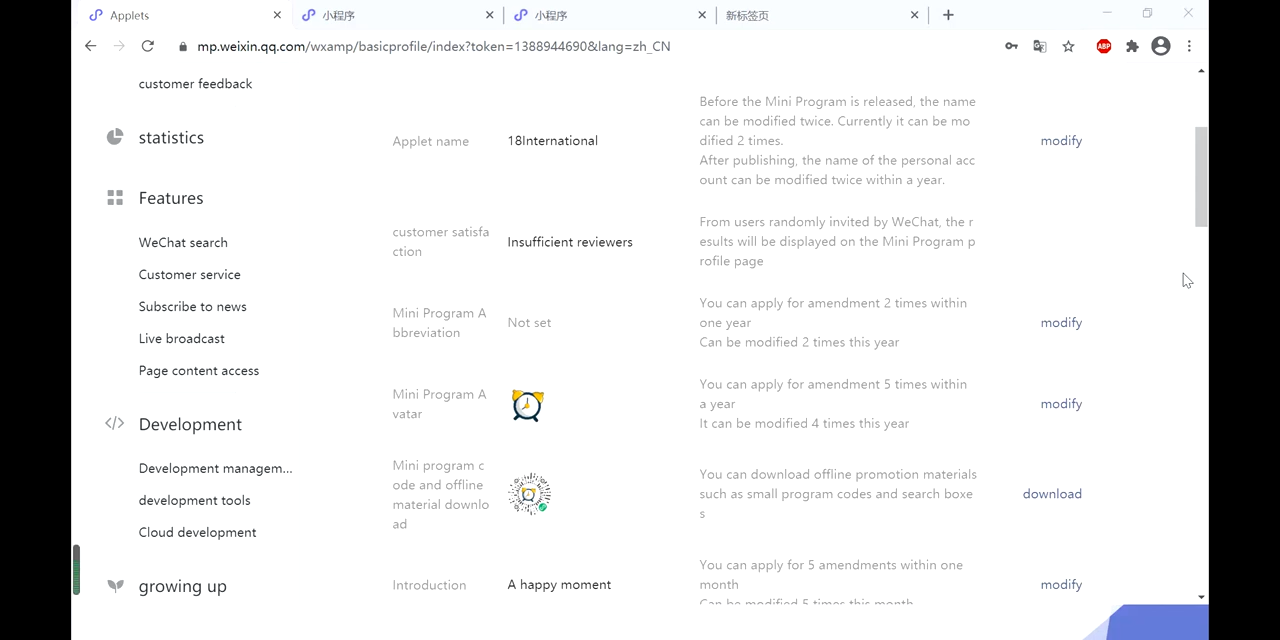 Applets
小程序
小程序
新标签页
mp.weixin.qq.com/wxamp/basicprofile/index?token=1388944690&lang=zh_CN
ABP
customer feedback
statistics
Features
WeChat search
Customer service
Subscribe to news
Live broadcast
Page content access
Development
Development managem...
development tools
Cloud development
growing up
Applet name
18International
Before the Mini Program is released, the name
can be modified twice. Currently it can be mo
dified 2 times.
After publishing, the name of the personal acc
ount can be modified twice within a year.
modify
customer satisfa
ction
Insufficient reviewers
From users randomly invited by WeChat, the r
esults will be displayed on the Mini Program p
rofile page
Mini Program A
bbreviation
Not set
You can apply for amendment 2 times within
one year
Can be modified 2 times this year
modify
Mini Program A
vatar
You can apply for amendment 5 times within
a year
It can be modified 4 times this year
modify
Mini program c
ode and offline
material downlo
ad
You can download offline promotion materials
such as small program codes and search boxe
s
download
Introduction
A happy moment
You can apply for 5 amendments within one
month
Can be modified 5 times this month
modify